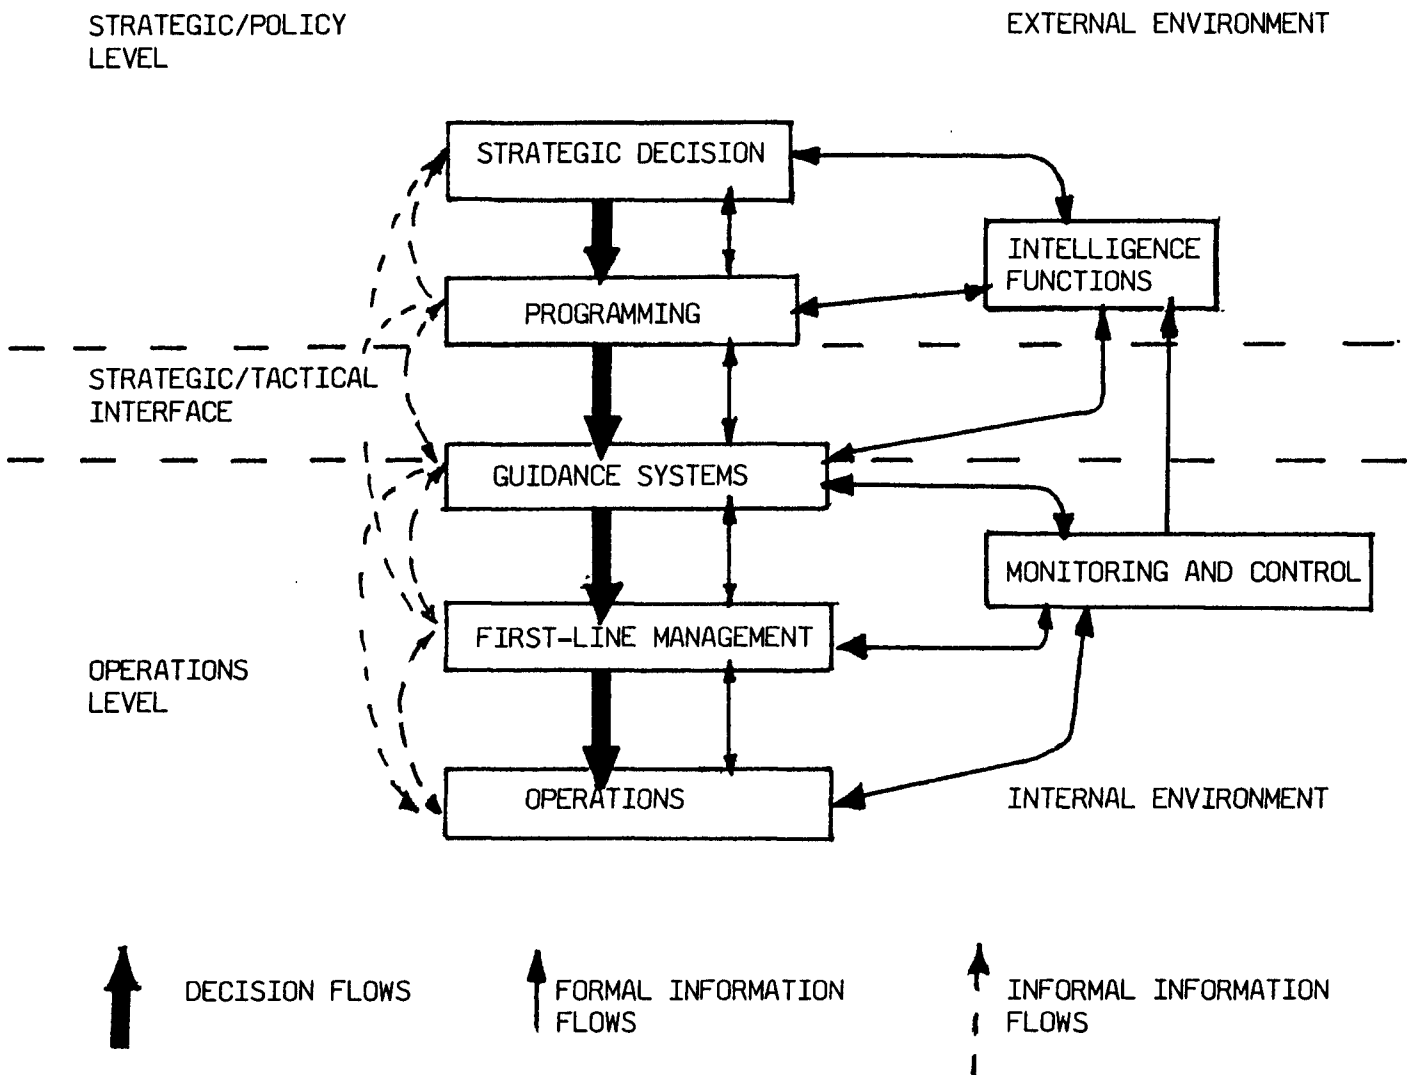 STRATEGIC/POLICY
LEVEL
EXTERNAL ENVIRONMENT
STRATEGIC DECISION
INTELLIGENCE
FUNCTIONS
PROGRAMMING
STRATEGIC/TACTICAL
INTERFACE
GUIDANCE SYSTEMS
MONITORING AND CONTROL
FIRST-LINE MANAGEMENT
OPERATIONS
LEVEL
OPERATIONS
INTERNAL ENVIRONMENT
DECISION FLOWS
FORMAL INFORMATION
FLOWS
INFORMAL INFORMATION
FLOWS